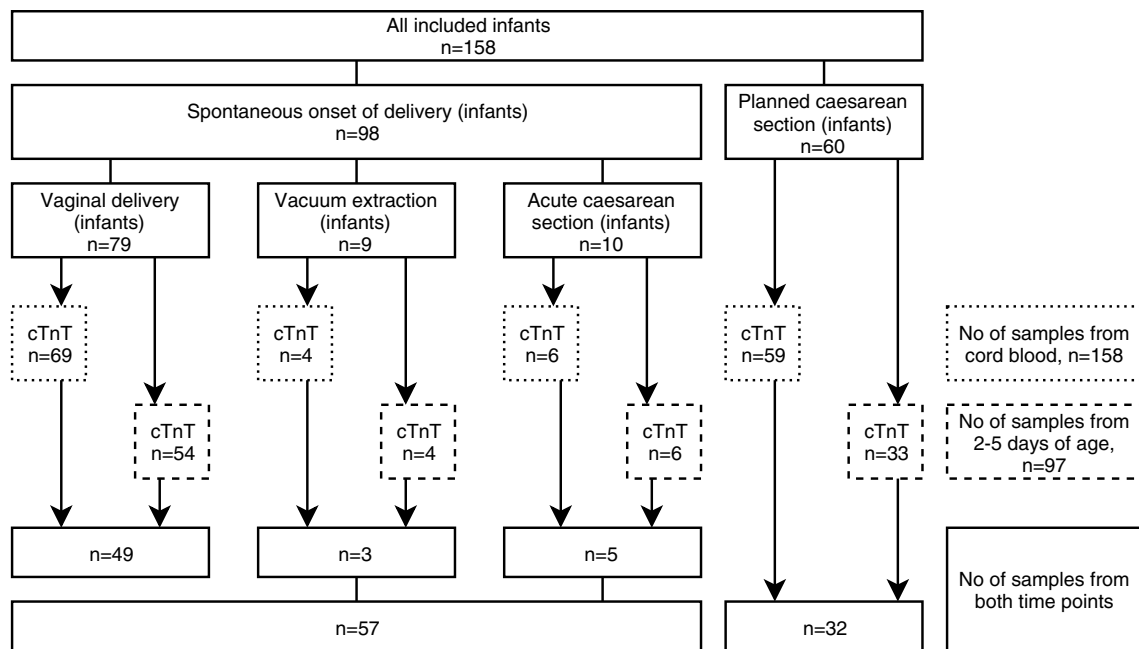 All included infants
n=158
Spontaneous onset of delivery (infants)
n=98
Planned caesarean
section (infants)
n=60
Vaginal delivery
(infants)
n=79
Vacuum extraction
(infants)
n=9
Acute caesarean
section (infants)
n=10
cTnT
n=69
cTnT
n=4
cTnT
n=6
cTnT
n=59
No of samples from
cord blood, n=158
cTnT
n=54
cTnT
n=4
cTnT
n=6
cTnT
n=33
No of samples from
2-5 days of age,
n=97
n=49
n=3
n=5
n=57
n=32
No of samples from
both time points